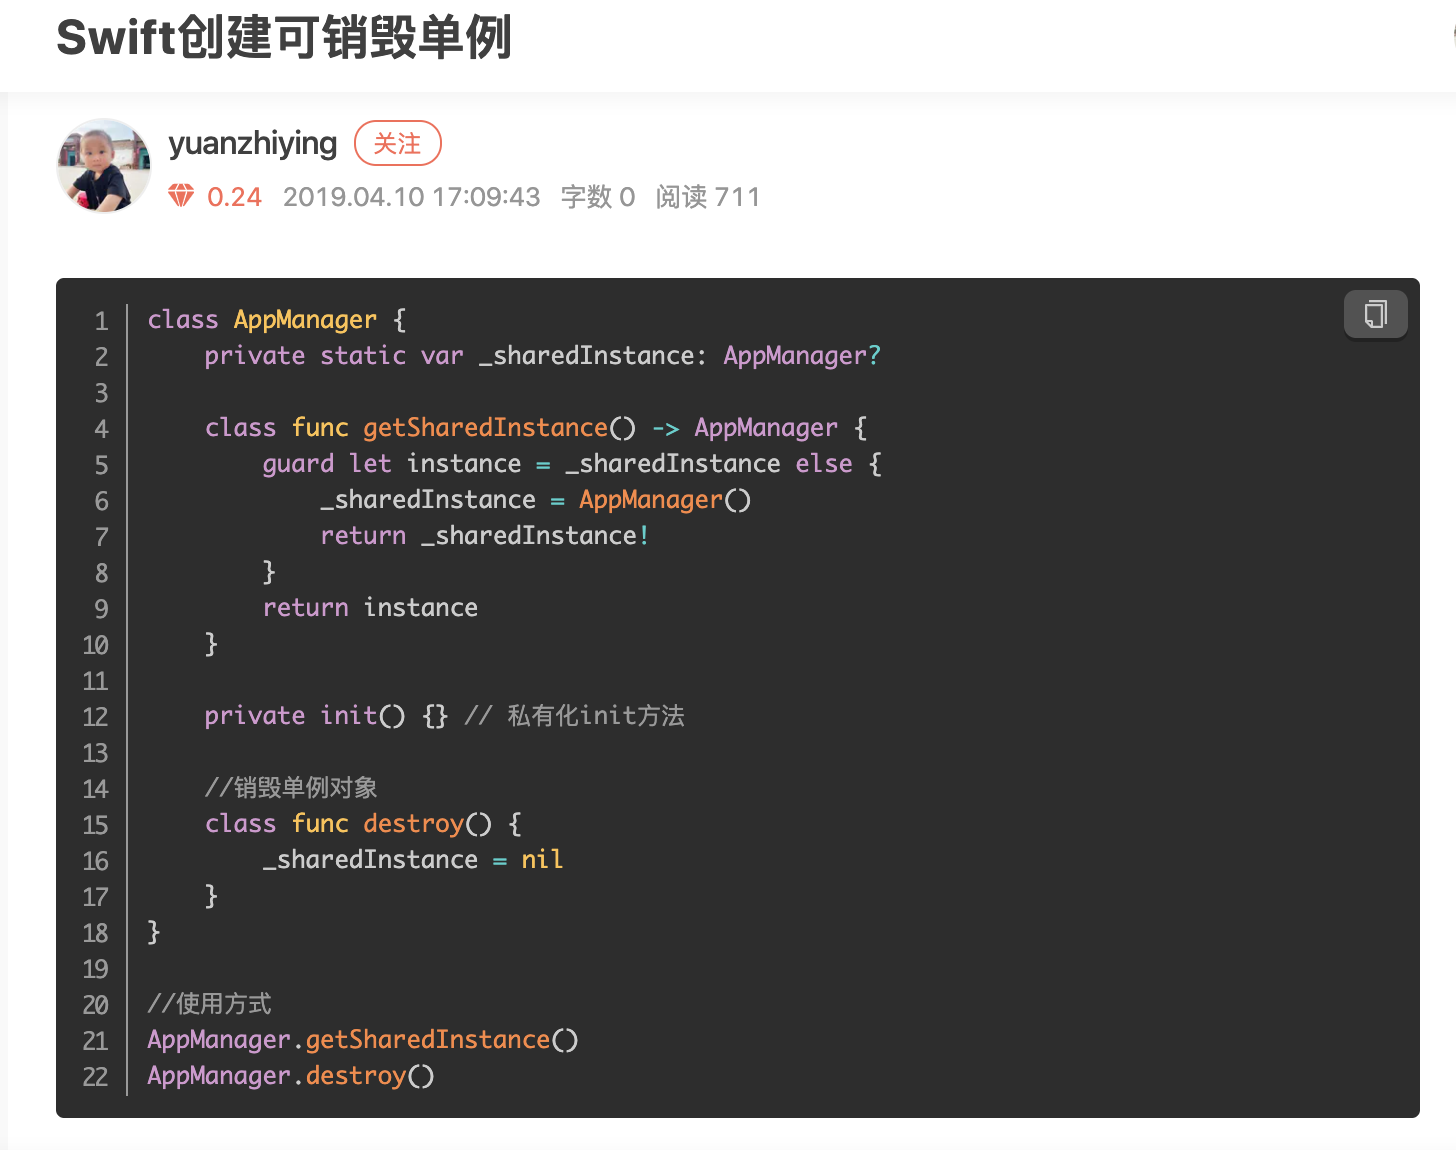 Swift创建可销毁单例
yuanzhiying 关注
0.24 2019.04.10 17:09:43 字数 0 阅读 711
1 class AppManager {
2 private static var _sharedInstance: AppManager?
3
4 class func getSharedInstance() -> AppManager {
5 guard let instance = _sharedInstance else {
6 _sharedInstance = AppManager()
7 return _sharedInstance!
8 }
9 return instance
10 }
11
12 private init() {} // 私有化init方法
13
14 //销毁单例对象
15 class func destroy() {
16 _sharedInstance = nil
17 }
18 }
19
20 //使用方式
21 AppManager.getSharedInstance()
22 AppManager.destroy()